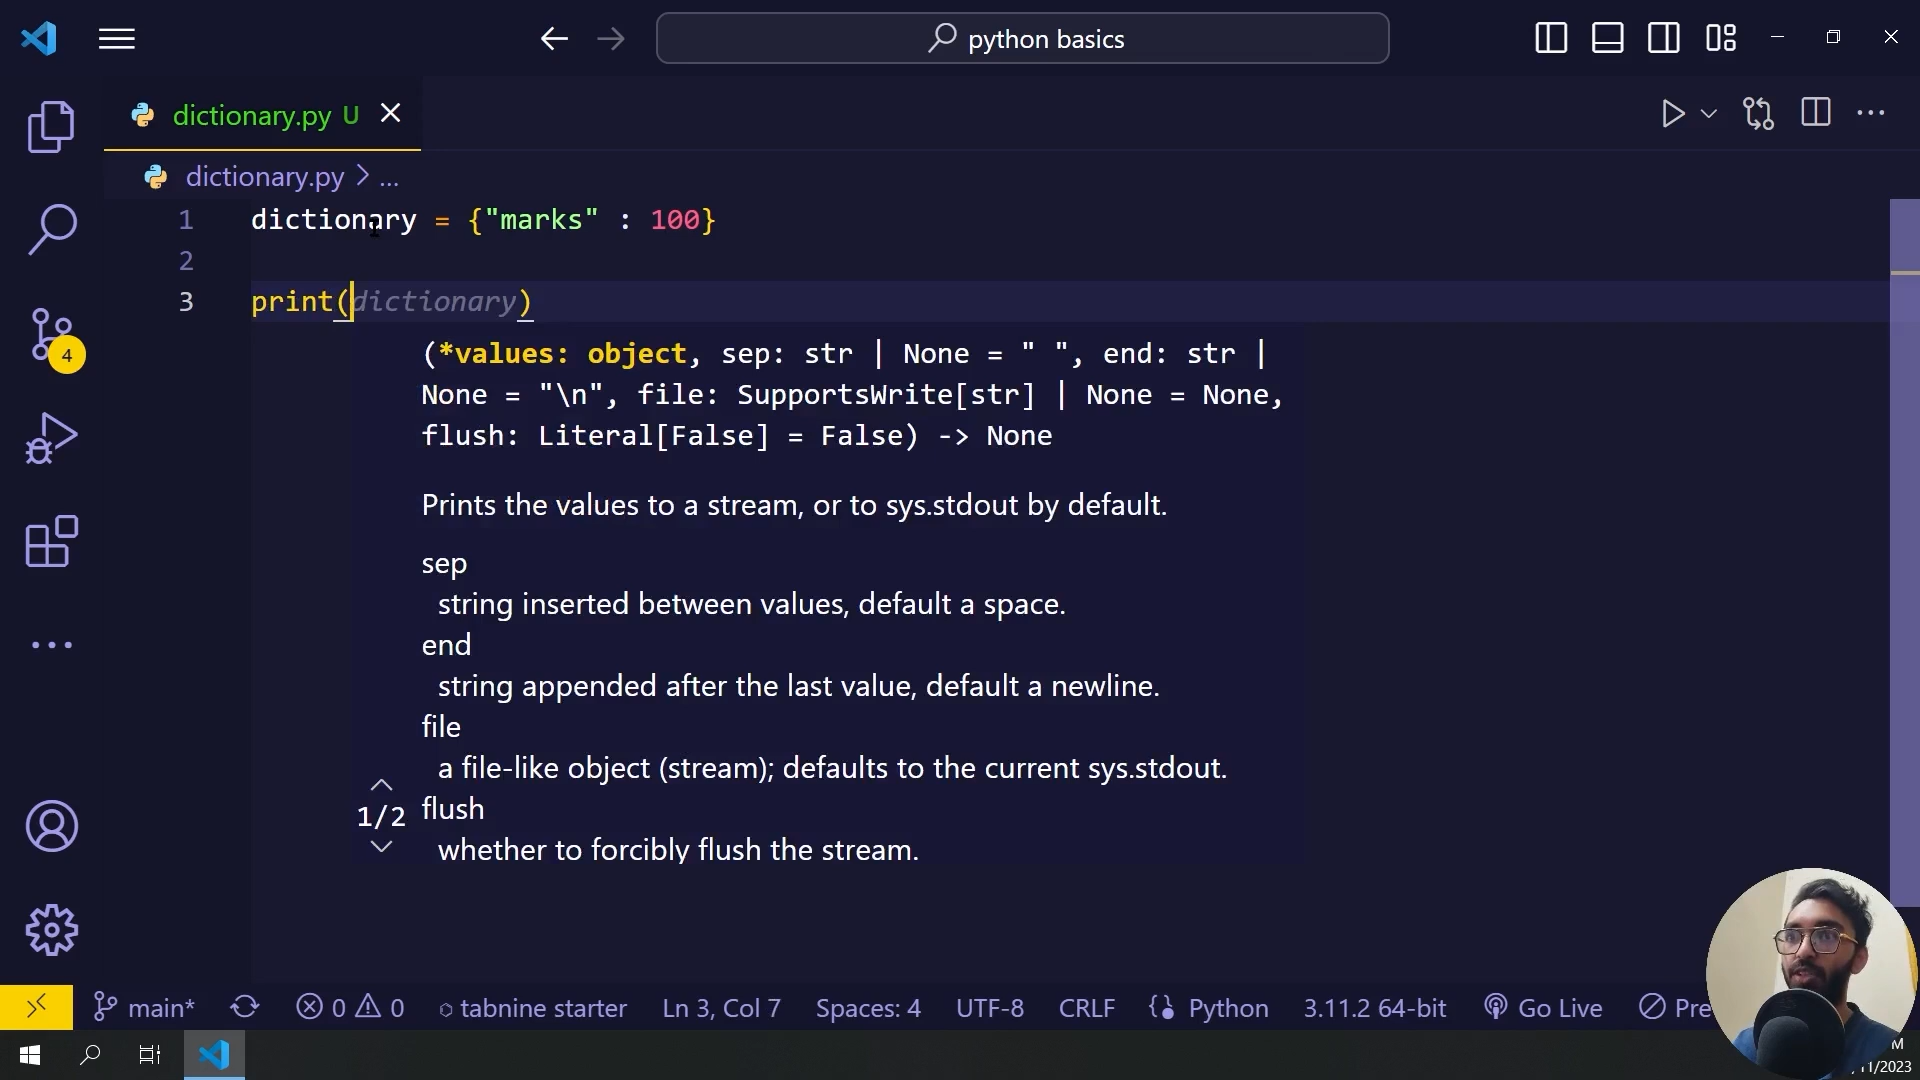 python basics
dictionary.py U
dictionary.py > ...
1 dictionary = {"marks" : 100}
2
3 print(dictionary)
(*values: object, sep: str | None = " ", end: str |
None = "\n", file: SupportsWrite[str] | None = None,
flush: Literal[False] = False) -> None
Prints the values to a stream, or to sys.stdout by default.
sep
string inserted between values, default a space.
end
string appended after the last value, default a newline.
file
a file-like object (stream); defaults to the current sys.stdout.
1/2 flush
whether to forcibly flush the stream.
4
main* 0 0 tabnine starter Ln 3, Col 7 Spaces: 4 UTF-8 CRLF Python 3.11.2 64-bit Go Live Pre
M
11/2023